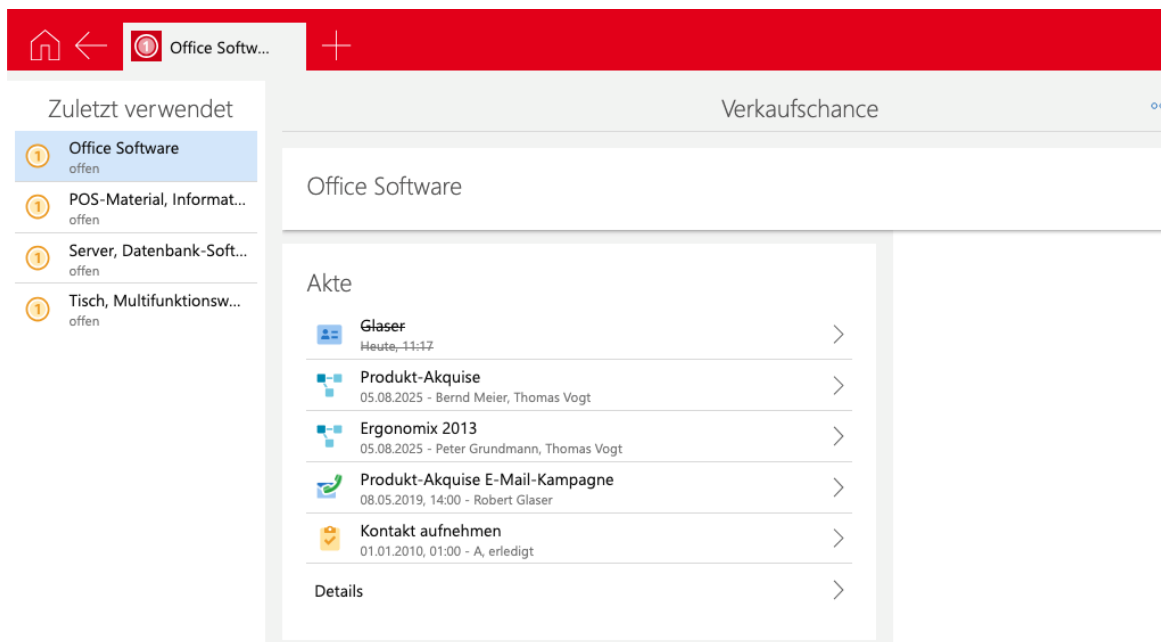 Office Softw...
Zuletzt verwendet
Office Software
offen
POS-Material, Informat...
offen
Server, Datenbank-Soft...
offen
Tisch, Multifunktionsw...
offen
Verkaufschance
Office Software
Akte
Glaser
Heute, 11:17
Produkt-Akquise
05.08.2025 - Bernd Meier, Thomas Vogt
Ergonomix 2013
05.08.2025 - Peter Grundmann, Thomas Vogt
Produkt-Akquise E-Mail-Kampagne
08.05.2019, 14:00 - Robert Glaser
Kontakt aufnehmen
01.01.2010, 01:00 - A, erledigt
Details